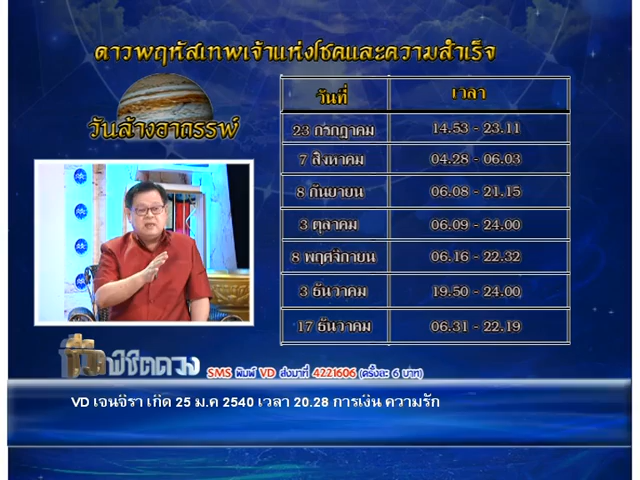 ดาวพฤหัสเทพเจ้าแห่งโชคและความสำเร็จ
วันล้างอาถรรพ์
วันที่ เวลา
23 กรกฎาคม 14.53 - 23.11
7 สิงหาคม 04.28 - 06.03
8 กันยายน 06.08 - 21.15
3 ตุลาคม 06.09 - 24.00
8 พฤศจิกายน 06.16 - 22.32
3 ธันวาคม 19.50 - 24.00
17 ธันวาคม 06.31 - 22.19
พิชิตดวง
SMS พิมพ์ VD ส่งมาที่ 4221606 (ครั้งละ 6 บาท)
VD เจนจิรา เกิด 25 ม.ค 2540 เวลา 20.28 การเงิน ความรัก